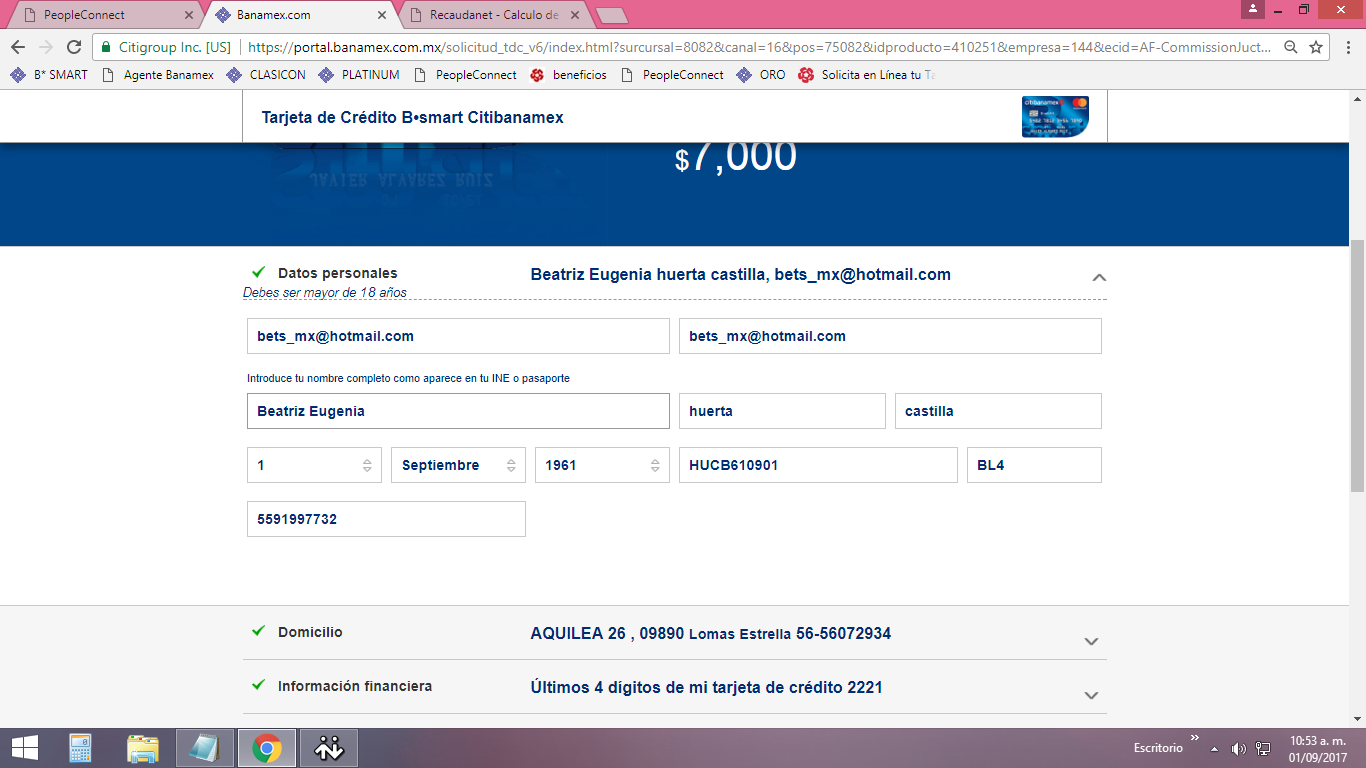 PeopleConnect
Banamex.com
Recaudanet - Calculo de
Citigroup Inc. [US]
https://portal.banamex.com.mx/solicitud_tdc_v6/index.html?surcursal=8082&canal=16&pos=75082&idproducto=410251&empresa=144&ecid=AF-CommissionJuct...
B* SMART
Agente Banamex
CLASICON
PLATINUM
PeopleConnect
beneficios
PeopleConnect
ORO
Solicita en Línea tu Ta
Tarjeta de Crédito B•smart Citibanamex
citibanamex
$7,000
JAVIER ALVAREZ RUIZ
Datos personales
Beatriz Eugenia huerta castilla, bets_mx@hotmail.com
Debes ser mayor de 18 años
bets_mx@hotmail.com
bets_mx@hotmail.com
Introduce tu nombre completo como aparece en tu INE o pasaporte
Beatriz Eugenia
huerta
castilla
1
Septiembre
1961
HUCB610901
BL4
5591997732
Domicilio
AQUILEA 26 , 09890 Lomas Estrella 56-56072934
Información financiera
Últimos 4 dígitos de mi tarjeta de crédito 2221
Escritorio
10:53 a. m.
01/09/2017